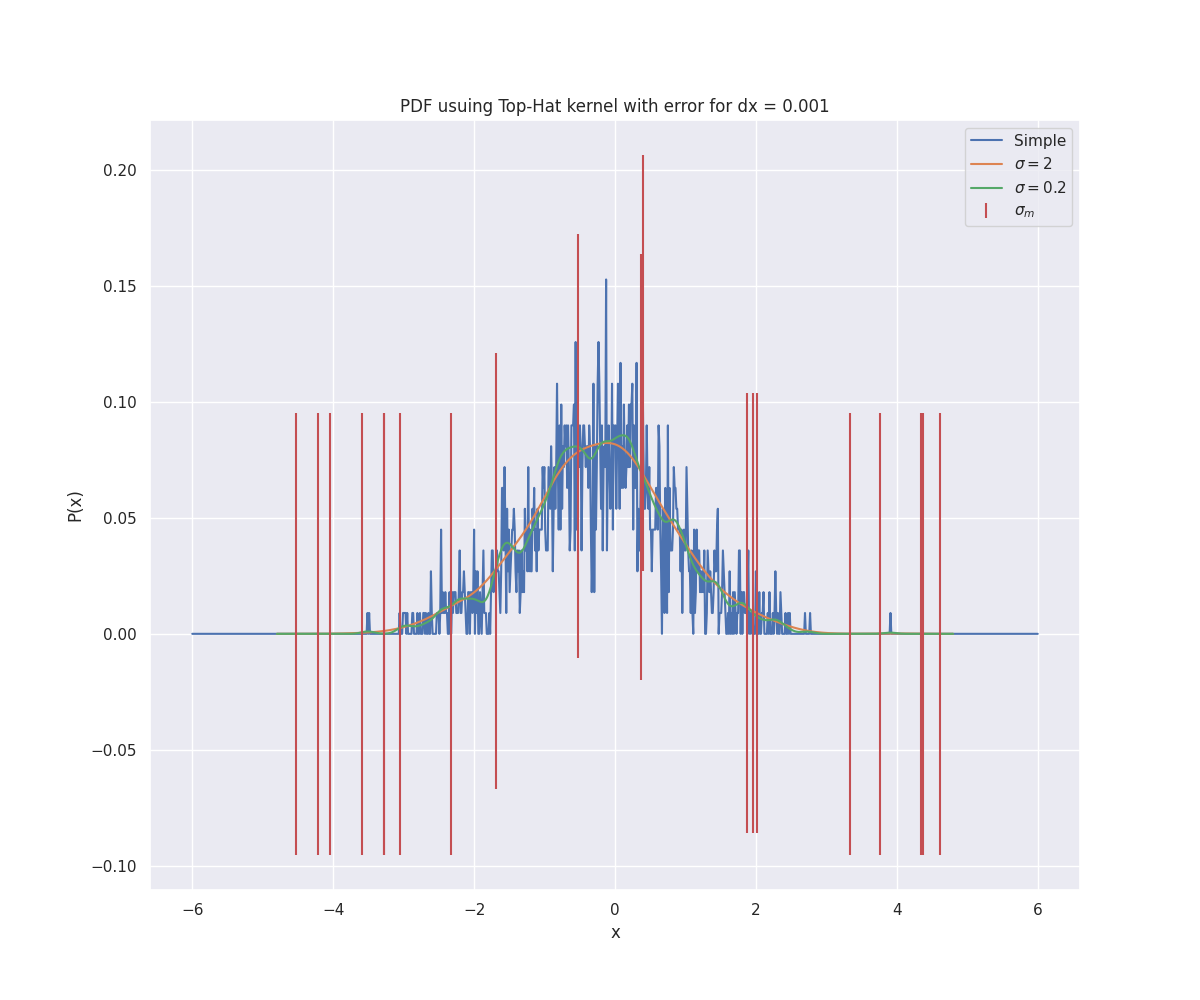 PDF usuing Top-Hat kernel with error for dx = 0.001
Simple
σ = 2
σ = 0.2
σm
0.20
0.15
0.10
0.05
0.00
−0.05
−0.10
P(x)
−6 −4 −2 0 2 4 6
x